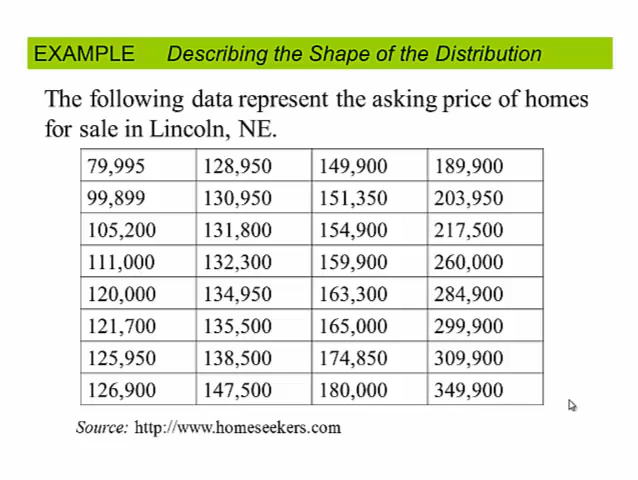 EXAMPLE Describing the Shape of the Distribution
The following data represent the asking price of homes
for sale in Lincoln, NE.
79,995 128,950 149,900 189,900
99,899 130,950 151,350 203,950
105,200 131,800 154,900 217,500
111,000 132,300 159,900 260,000
120,000 134,950 163,300 284,900
121,700 135,500 165,000 299,900
125,950 138,500 174,850 309,900
126,900 147,500 180,000 349,900
Source: http://www.homeseekers.com